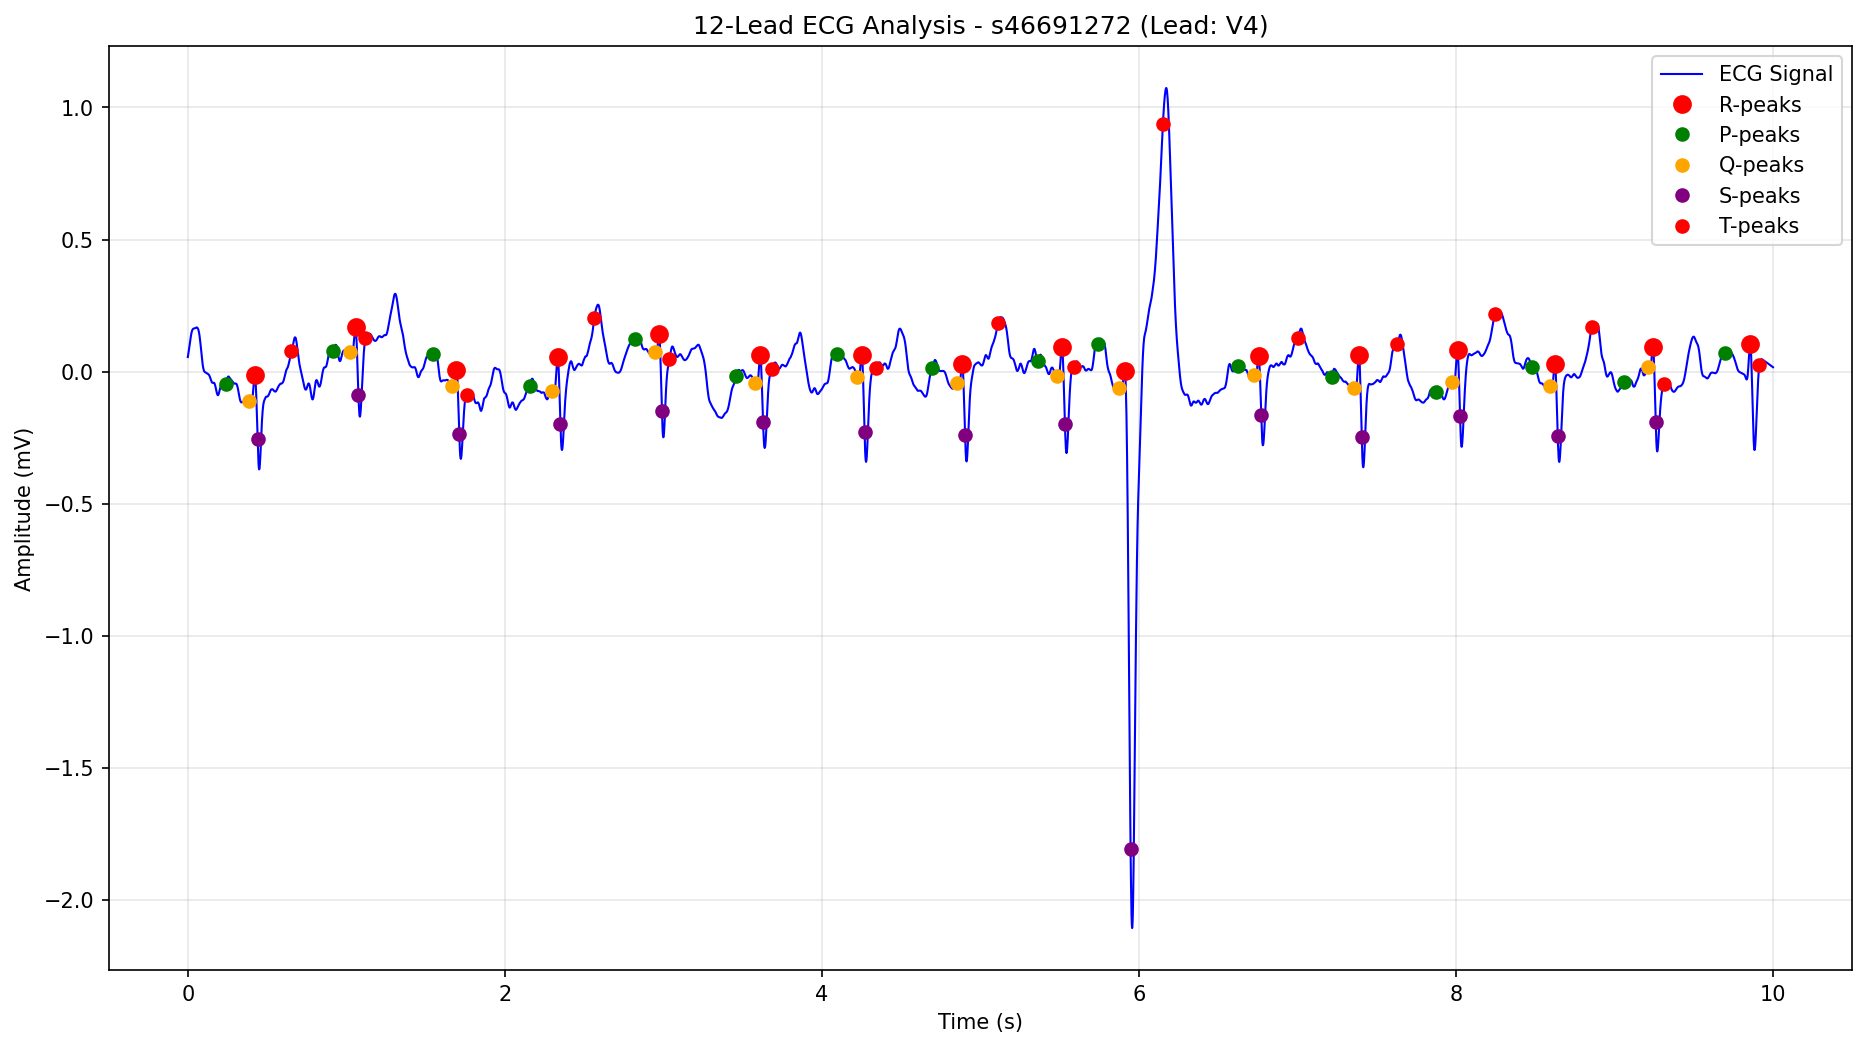 12-Lead ECG Analysis - s46691272 (Lead: V4)
ECG Signal
R-peaks
P-peaks
Q-peaks
S-peaks
T-peaks
1.0
0.5
0.0
−0.5
−1.0
−1.5
−2.0
Amplitude (mV)
0 2 4 6 8 10
Time (s)